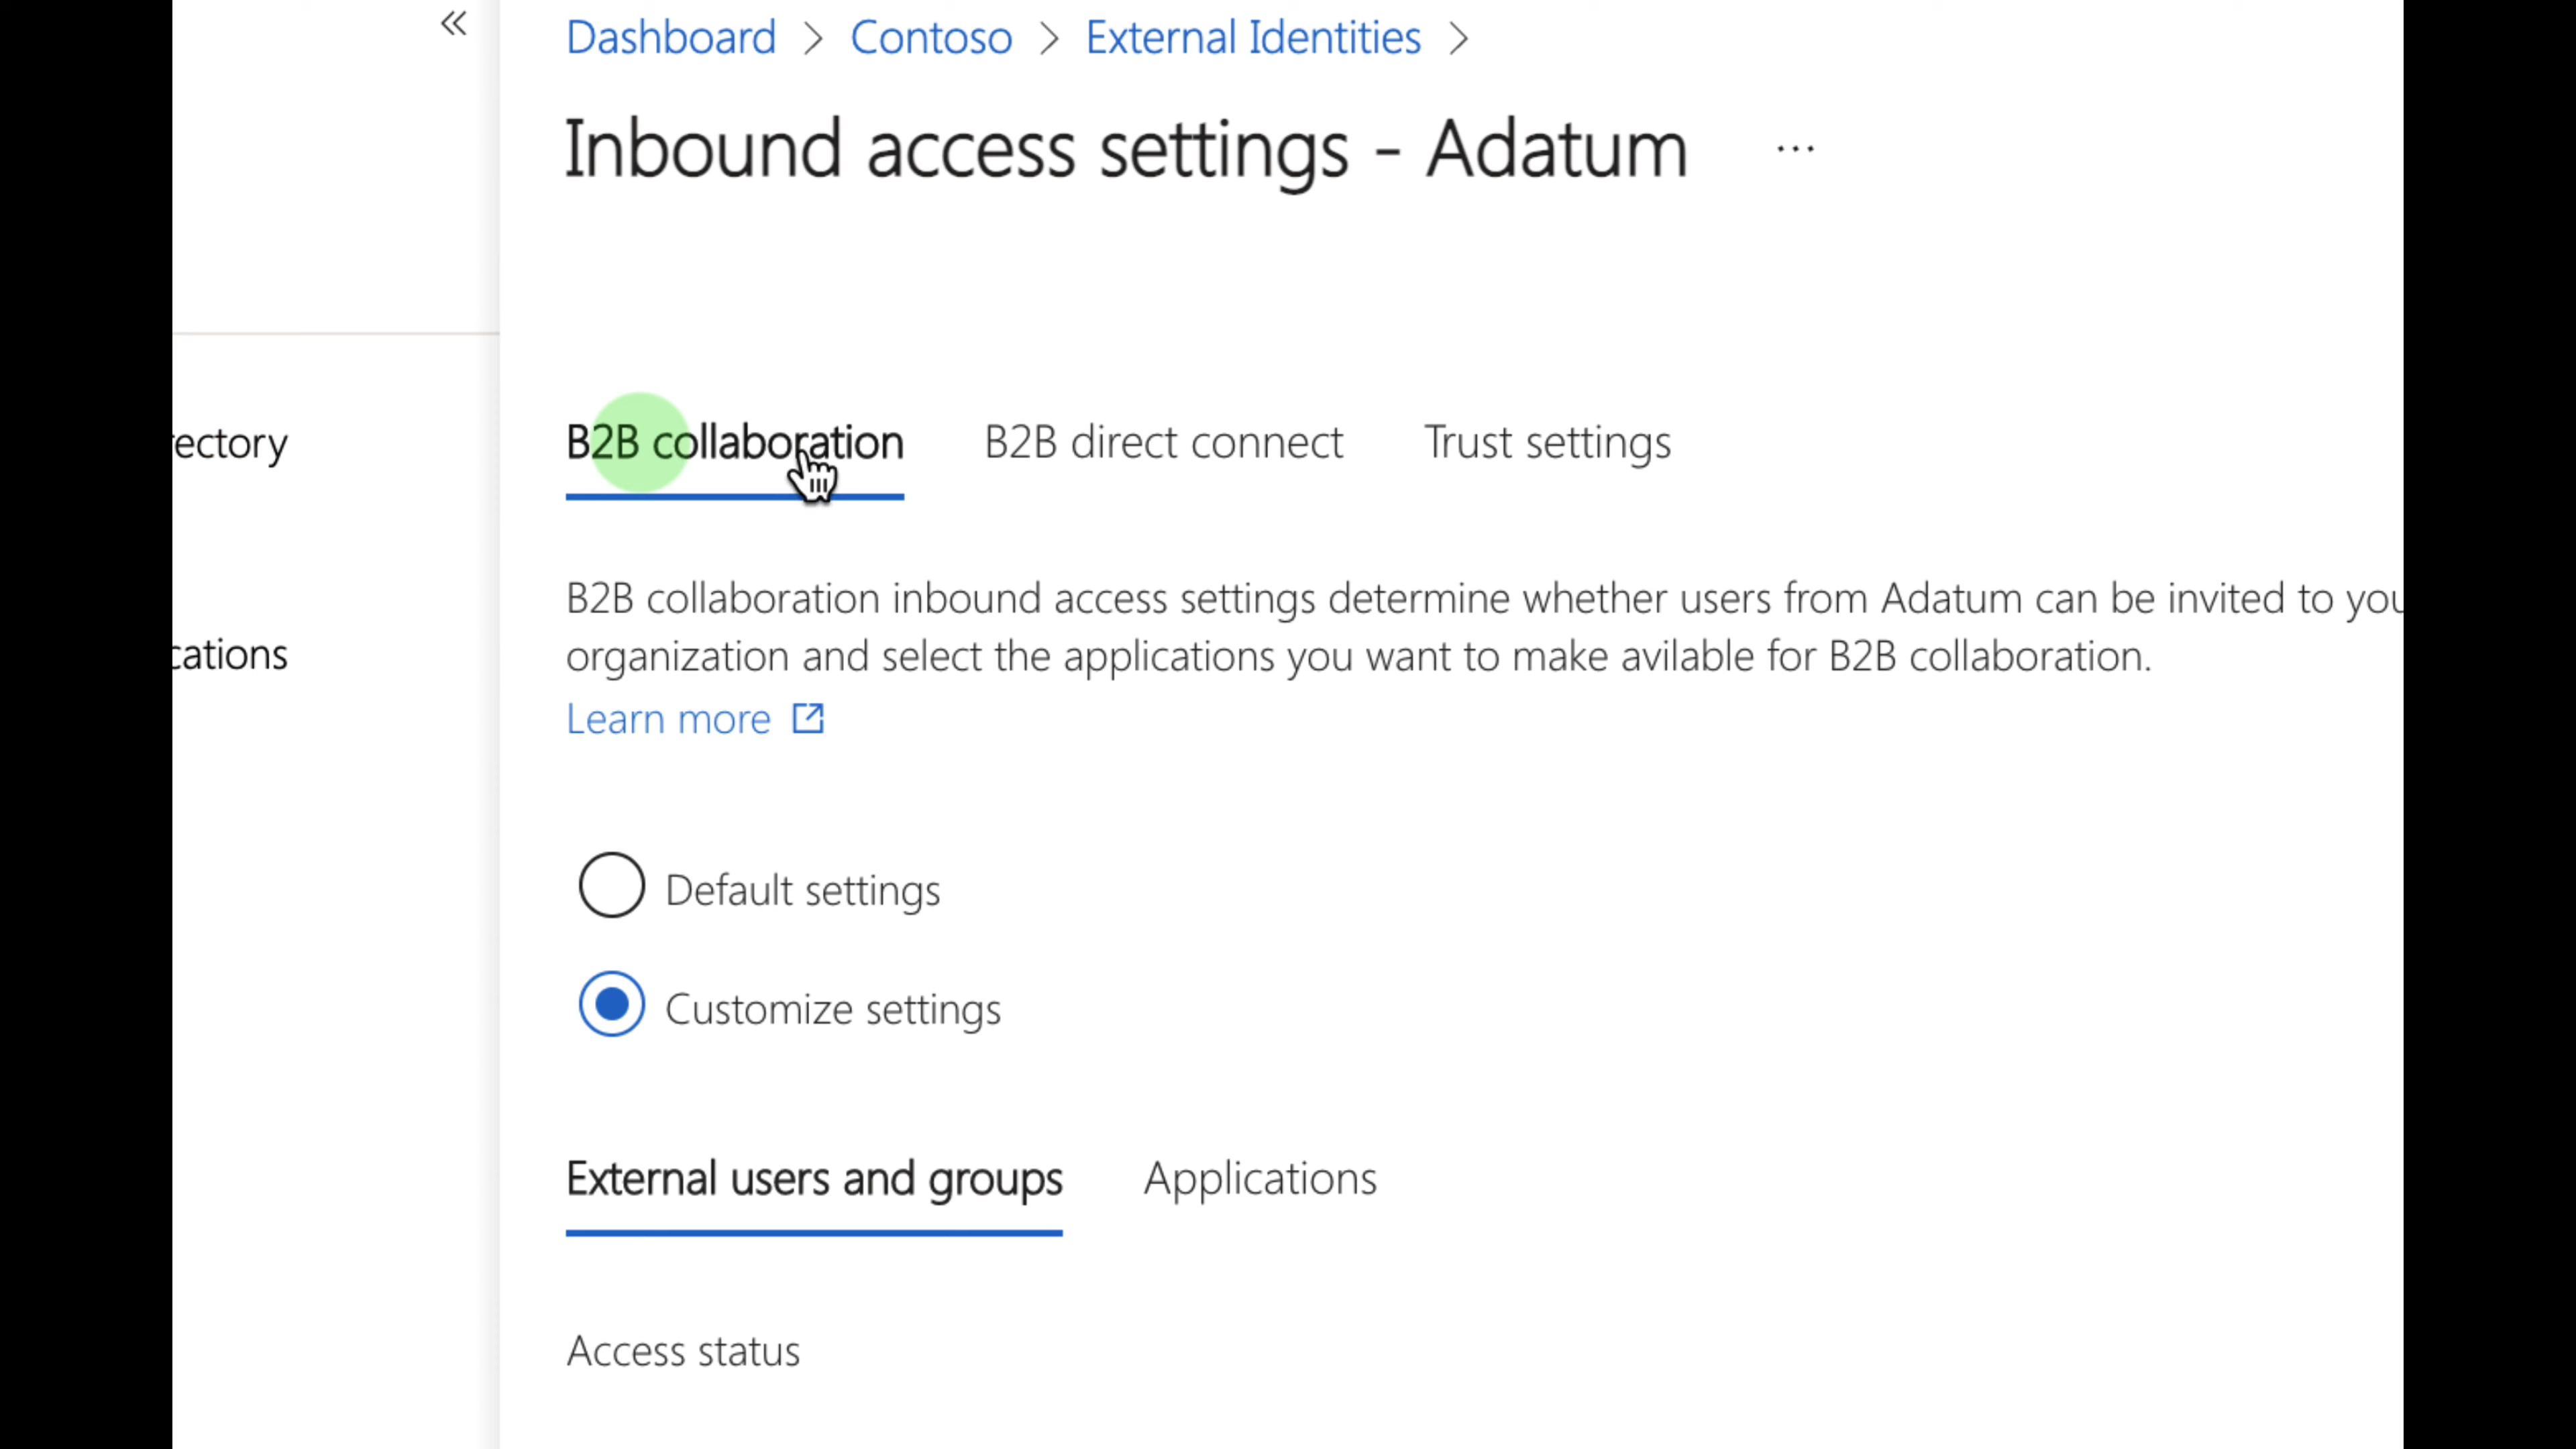 Dashboard > Contoso > External Identities >
Inbound access settings - Adatum ...
B2B collaboration B2B direct connect Trust settings
ectory
B2B collaboration inbound access settings determine whether users from Adatum can be invited to you
organization and select the applications you want to make avilable for B2B collaboration.
cations
Learn more
Default settings
Customize settings
External users and groups Applications
Access status